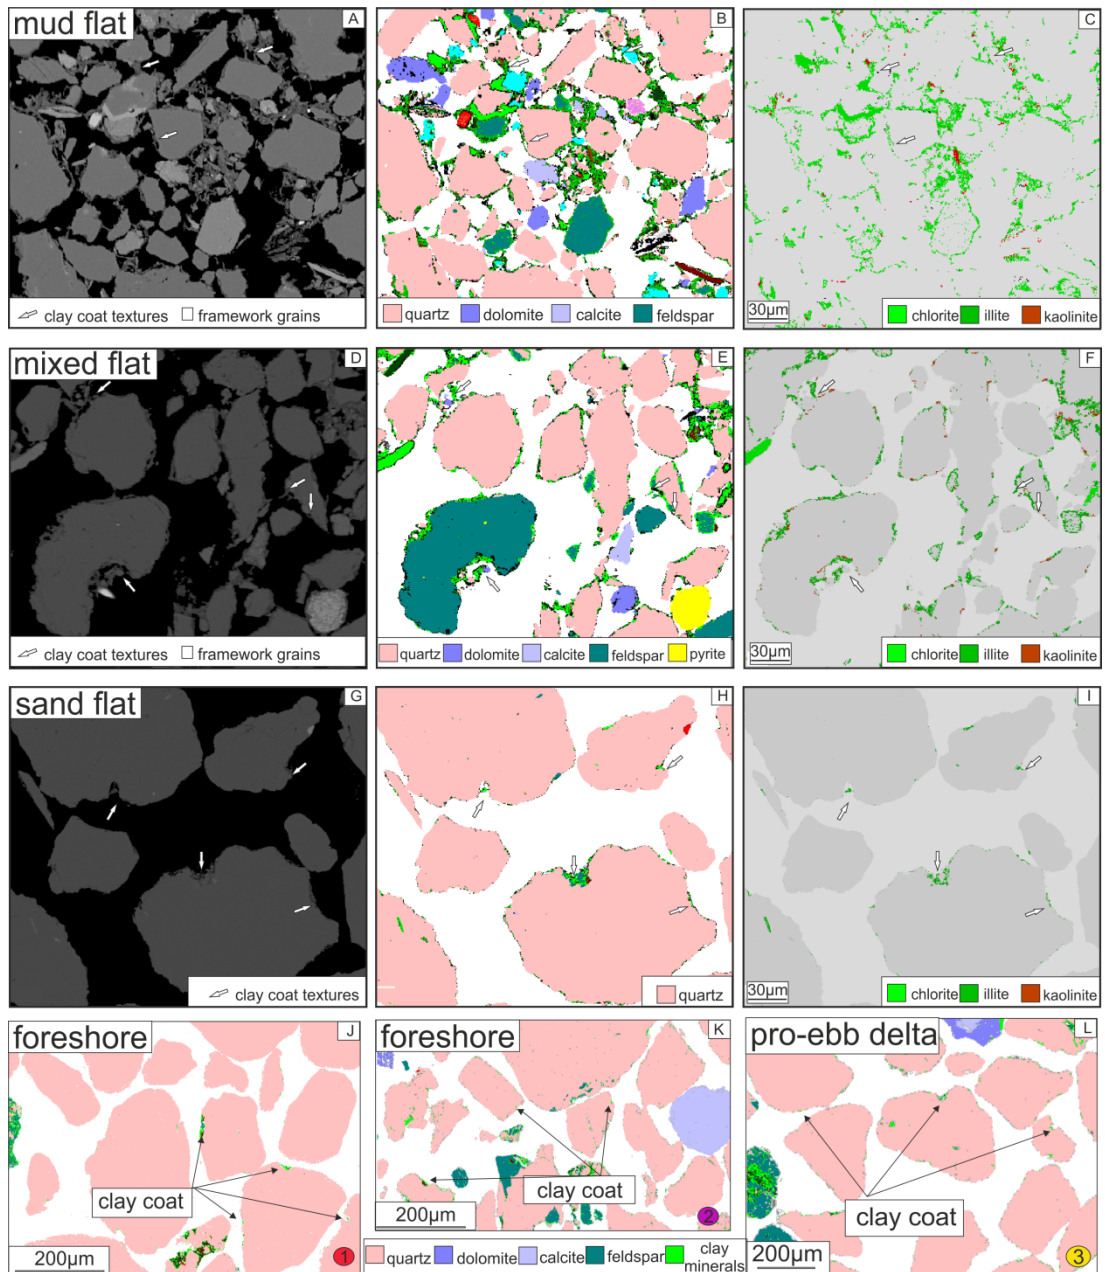 mud flat
A
B
C
clay coat textures framework grains
quartz dolomite calcite feldspar
30µm
chlorite illite kaolinite
mixed flat
D
E
F
clay coat textures framework grains
quartz dolomite calcite feldspar pyrite
30µm
chlorite illite kaolinite
sand flat
G
H
I
clay coat textures
quartz
30µm
chlorite illite kaolinite
foreshore
J
clay coat
200µm
1
foreshore
K
clay coat
200µm
2
pro-ebb delta
L
clay coat
200µm
3
quartz dolomite calcite feldspar clay
minerals